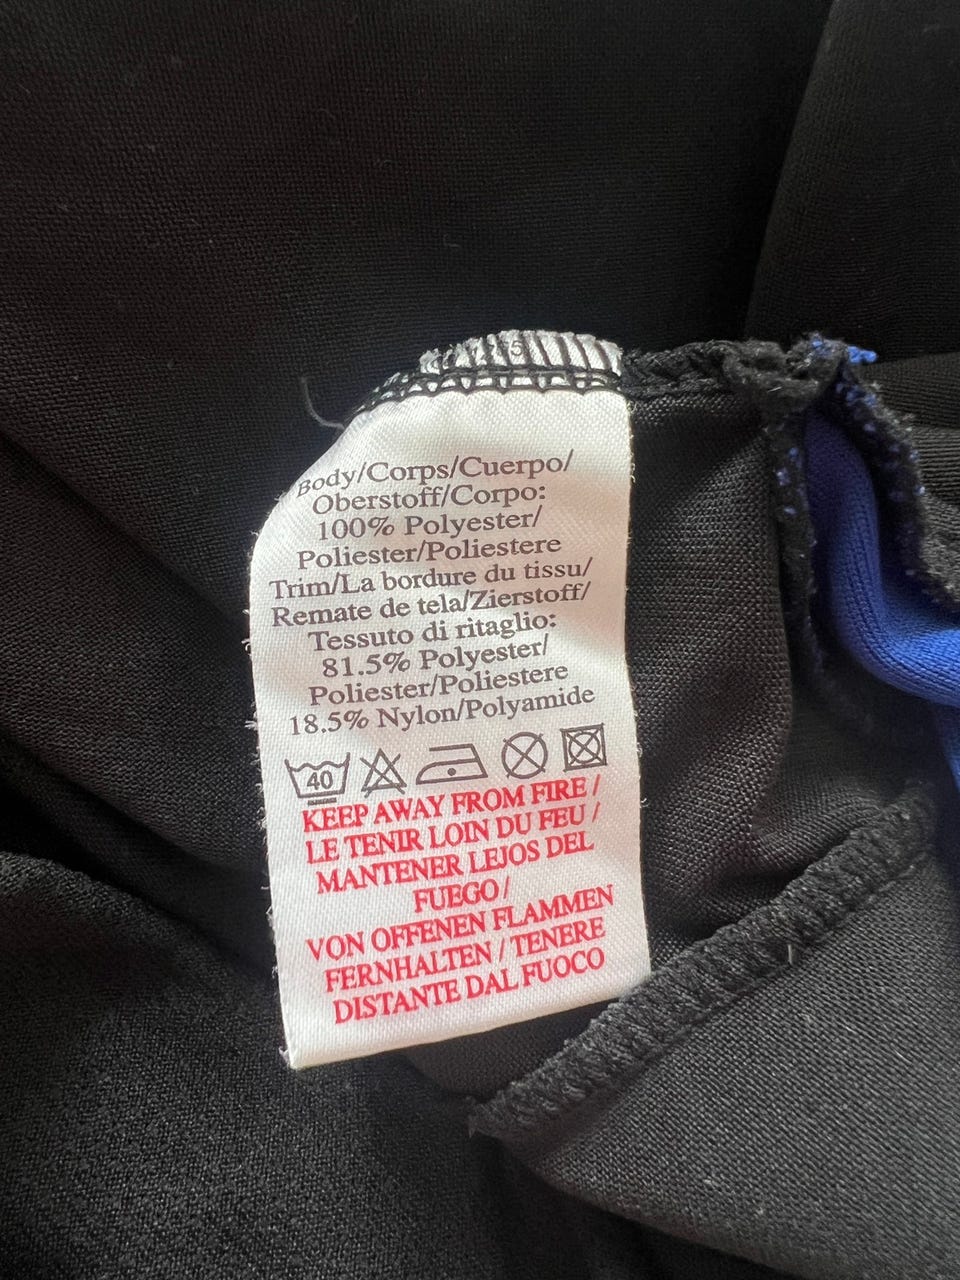 Body/Corps/Cuerpo/
Oberstoff/Corpo:
100% Polyester/
Poliester/Poliestere
Trim/La bordure du tissu/
Remate de tela/Zierstoff/
Tessuto di ritaglio:
81.5% Polyester/
Poliester/Poliestere
18.5% Nylon/Polyamide
40
KEEP AWAY FROM FIRE /
LE TENIR LOIN DU FEU /
MANTENER LEJOS DEL
FUEGO /
VON OFFENEN FLAMMEN
FERNHALTEN / TENERE
DISTANTE DAL FUOCO